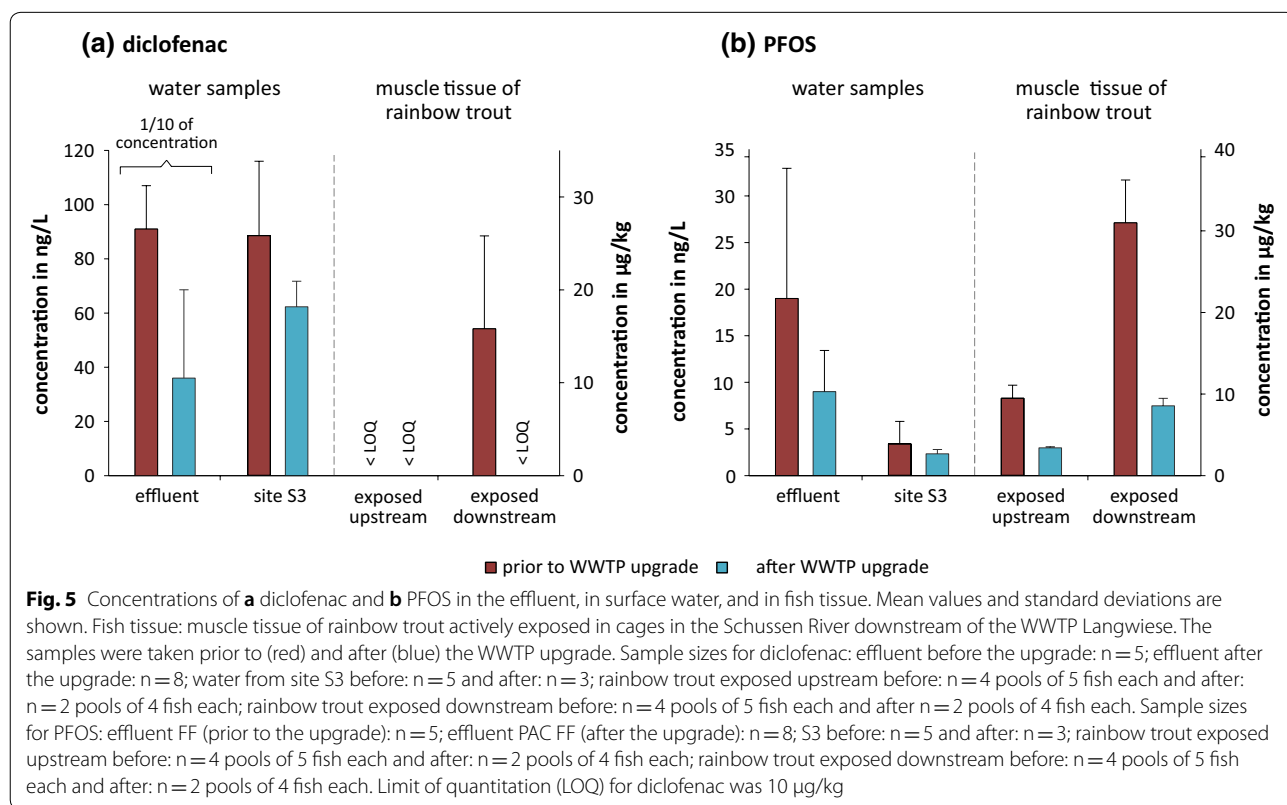 (a) diclofenac
water samples
muscle tissue of
rainbow trout
1/10 of
concentration
concentration in ng/L
120
100
80
60
40
20
0
< LOQ
< LOQ
< LOQ
30
20
10
0
concentration in µg/kg
effluent
site S3
exposed
upstream
exposed
downstream
(b) PFOS
water samples
muscle tissue of
rainbow trout
concentration in ng/L
35
30
25
20
15
10
5
0
40
30
20
10
0
concentration in µg/kg
effluent
site S3
exposed
upstream
exposed
downstream
prior to WWTP upgrade
after WWTP upgrade
Fig. 5 Concentrations of a diclofenac and b PFOS in the effluent, in surface water, and in fish tissue. Mean values and standard deviations are
shown. Fish tissue: muscle tissue of rainbow trout actively exposed in cages in the Schussen River downstream of the WWTP Langwiese. The
samples were taken prior to (red) and after (blue) the WWTP upgrade. Sample sizes for diclofenac: effluent before the upgrade: n = 5; effluent after
the upgrade: n = 8; water from site S3 before: n = 5 and after: n = 3; rainbow trout exposed upstream before: n = 4 pools of 5 fish each and after:
n = 2 pools of 4 fish each; rainbow trout exposed downstream before: n = 4 pools of 5 fish each and after n = 2 pools of 4 fish each. Sample sizes
for PFOS: effluent FF (prior to the upgrade): n = 5; effluent PAC FF (after the upgrade): n = 8; S3 before: n = 5 and after: n = 3; rainbow trout exposed
upstream before: n = 4 pools of 5 fish each and after: n = 2 pools of 4 fish each; rainbow trout exposed downstream before: n = 4 pools of 5 fish
each and after: n = 2 pools of 4 fish each. Limit of quantitation (LOQ) for diclofenac was 10 µg/kg